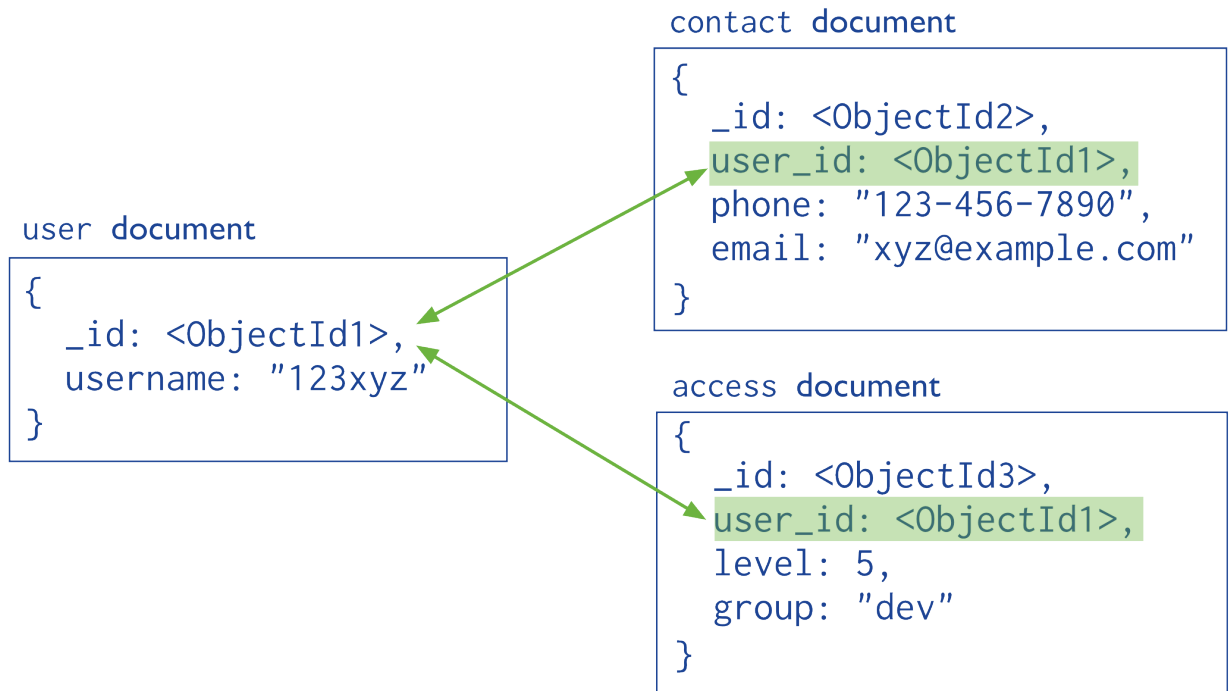 user document
{
_id: <ObjectId1>,
username: "123xyz"
}
contact document
{
_id: <ObjectId2>,
user_id: <ObjectId1>,
phone: "123-456-7890",
email: "xyz@example.com"
}
access document
{
_id: <ObjectId3>,
user_id: <ObjectId1>,
level: 5,
group: "dev"
}